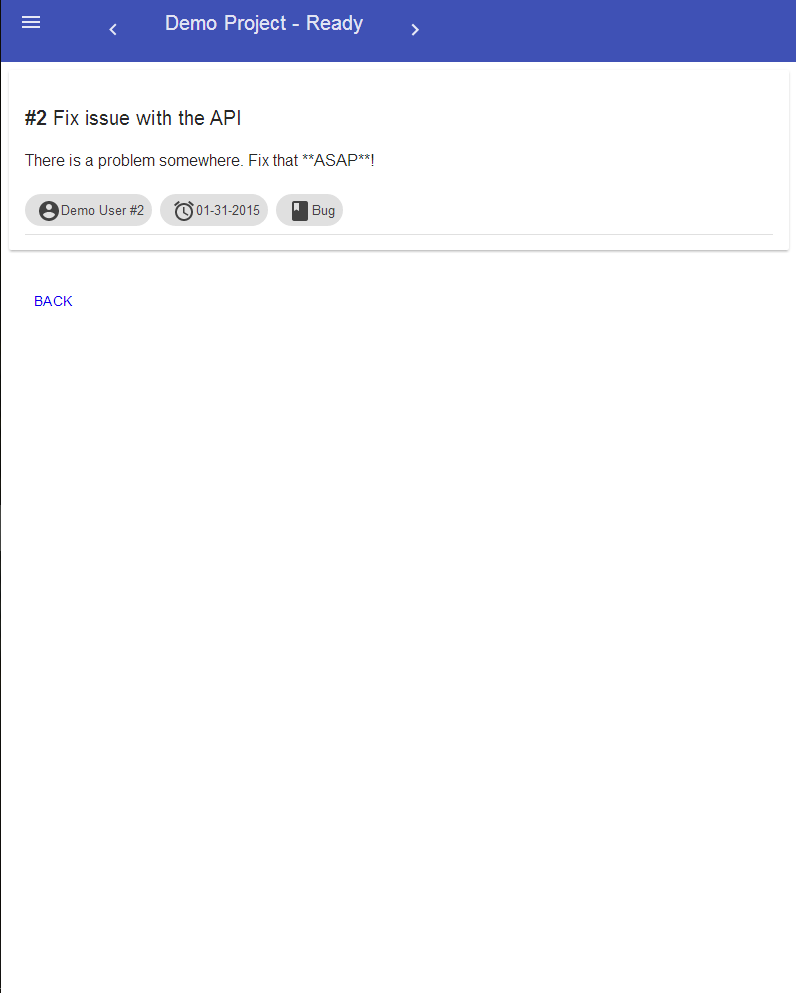 Demo Project - Ready
#2 Fix issue with the API
There is a problem somewhere. Fix that **ASAP**!
Demo User #2 01-31-2015 Bug
BACK